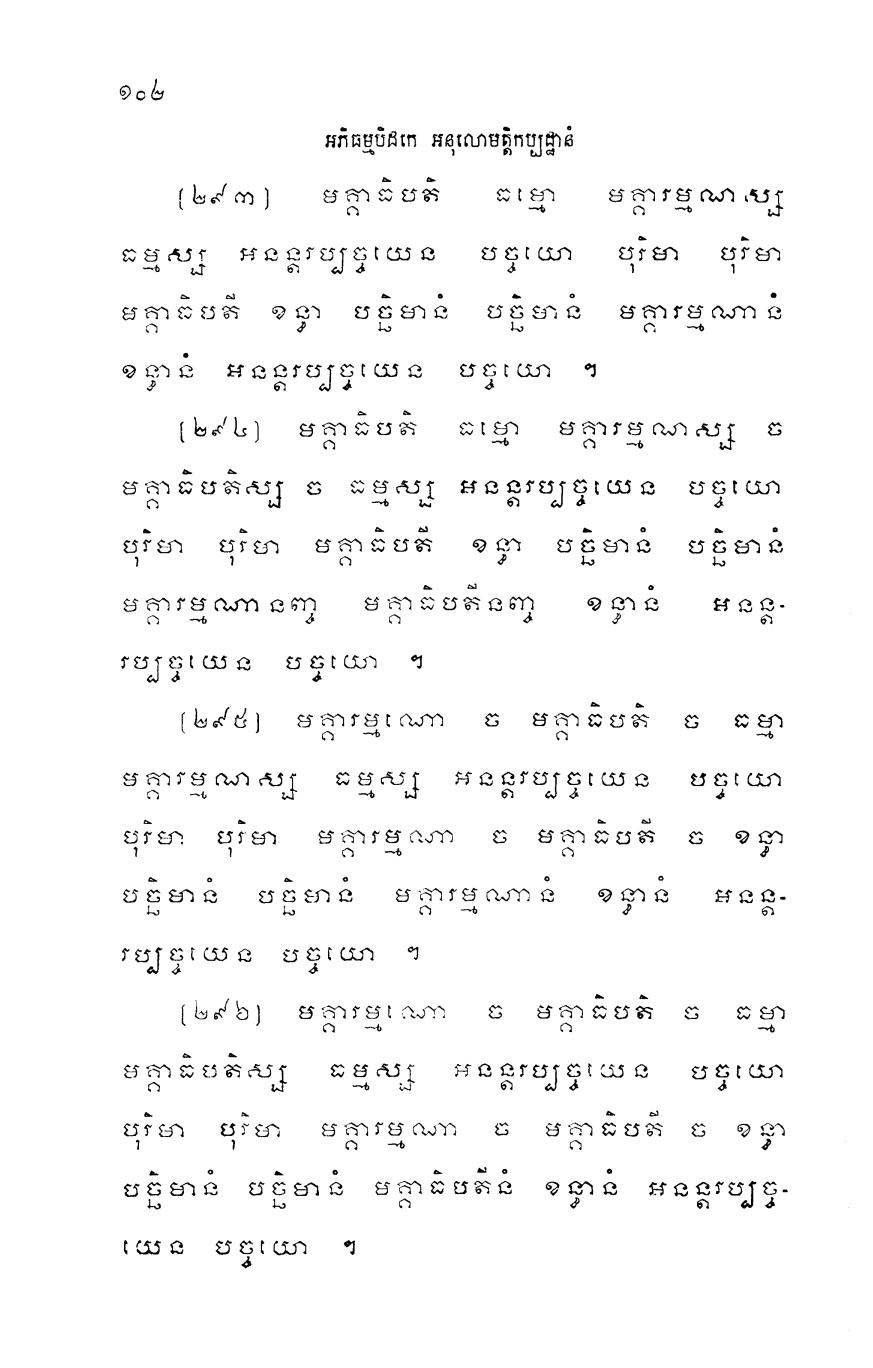 ១០២
អភិធម្មបិដកេ អនុលោមត្តិកប្បដ្ឋានំ
(២៩៣) មគ្គាធិបតិ ធម្មោ មគ្គារម្មណស្ស
ធម្មស្ស អនន្តរប្បច្ចយេន បច្ចយោ បុរិមា បុរិមា
មគ្គាធិបតី ខន្ធា បច្ឆិមានំ បច្ឆិមានំ មគ្គារម្មណានំ
ខន្ធានំ អនន្តរប្បច្ចយេន បច្ចយោ ។
(២៩៤) មគ្គាធិបតិ ធម្មោ មគ្គារម្មណស្ស ច
មគ្គាធិបតិស្ស ច ធម្មស្ស អនន្តរប្បច្ចយេន បច្ចយោ
បុរិមា បុរិមា មគ្គាធិបតី ខន្ធា បច្ឆិមានំ បច្ឆិមានំ
មគ្គារម្មណានញ្ច មគ្គាធិបតីនញ្ច ខន្ធានំ អនន្ត-
រប្បច្ចយេន បច្ចយោ ។
(២៩៥) មគ្គារម្មណោ ច មគ្គាធិបតិ ច ធម្មា
មគ្គារម្មណស្ស ធម្មស្ស អនន្តរប្បច្ចយេន បច្ចយោ
បុរិមា បុរិមា មគ្គារម្មណា ច មគ្គាធិបតី ច ខន្ធា
បច្ឆិមានំ បច្ឆិមានំ មគ្គារម្មណានំ ខន្ធានំ អនន្ត-
រប្បច្ចយេន បច្ចយោ ។
(២៩៦) មគ្គារម្មណោ ច មគ្គាធិបតិ ច ធម្មា
មគ្គាធិបតិស្ស ធម្មស្ស អនន្តរប្បច្ចយេន បច្ចយោ
បុរិមា បុរិមា មគ្គារម្មណា ច មគ្គាធិបតី ច ខន្ធា
បច្ឆិមានំ បច្ឆិមានំ មគ្គាធិបតីនំ ខន្ធានំ អនន្តរប្បច្ច-
យេន បច្ចយោ ។